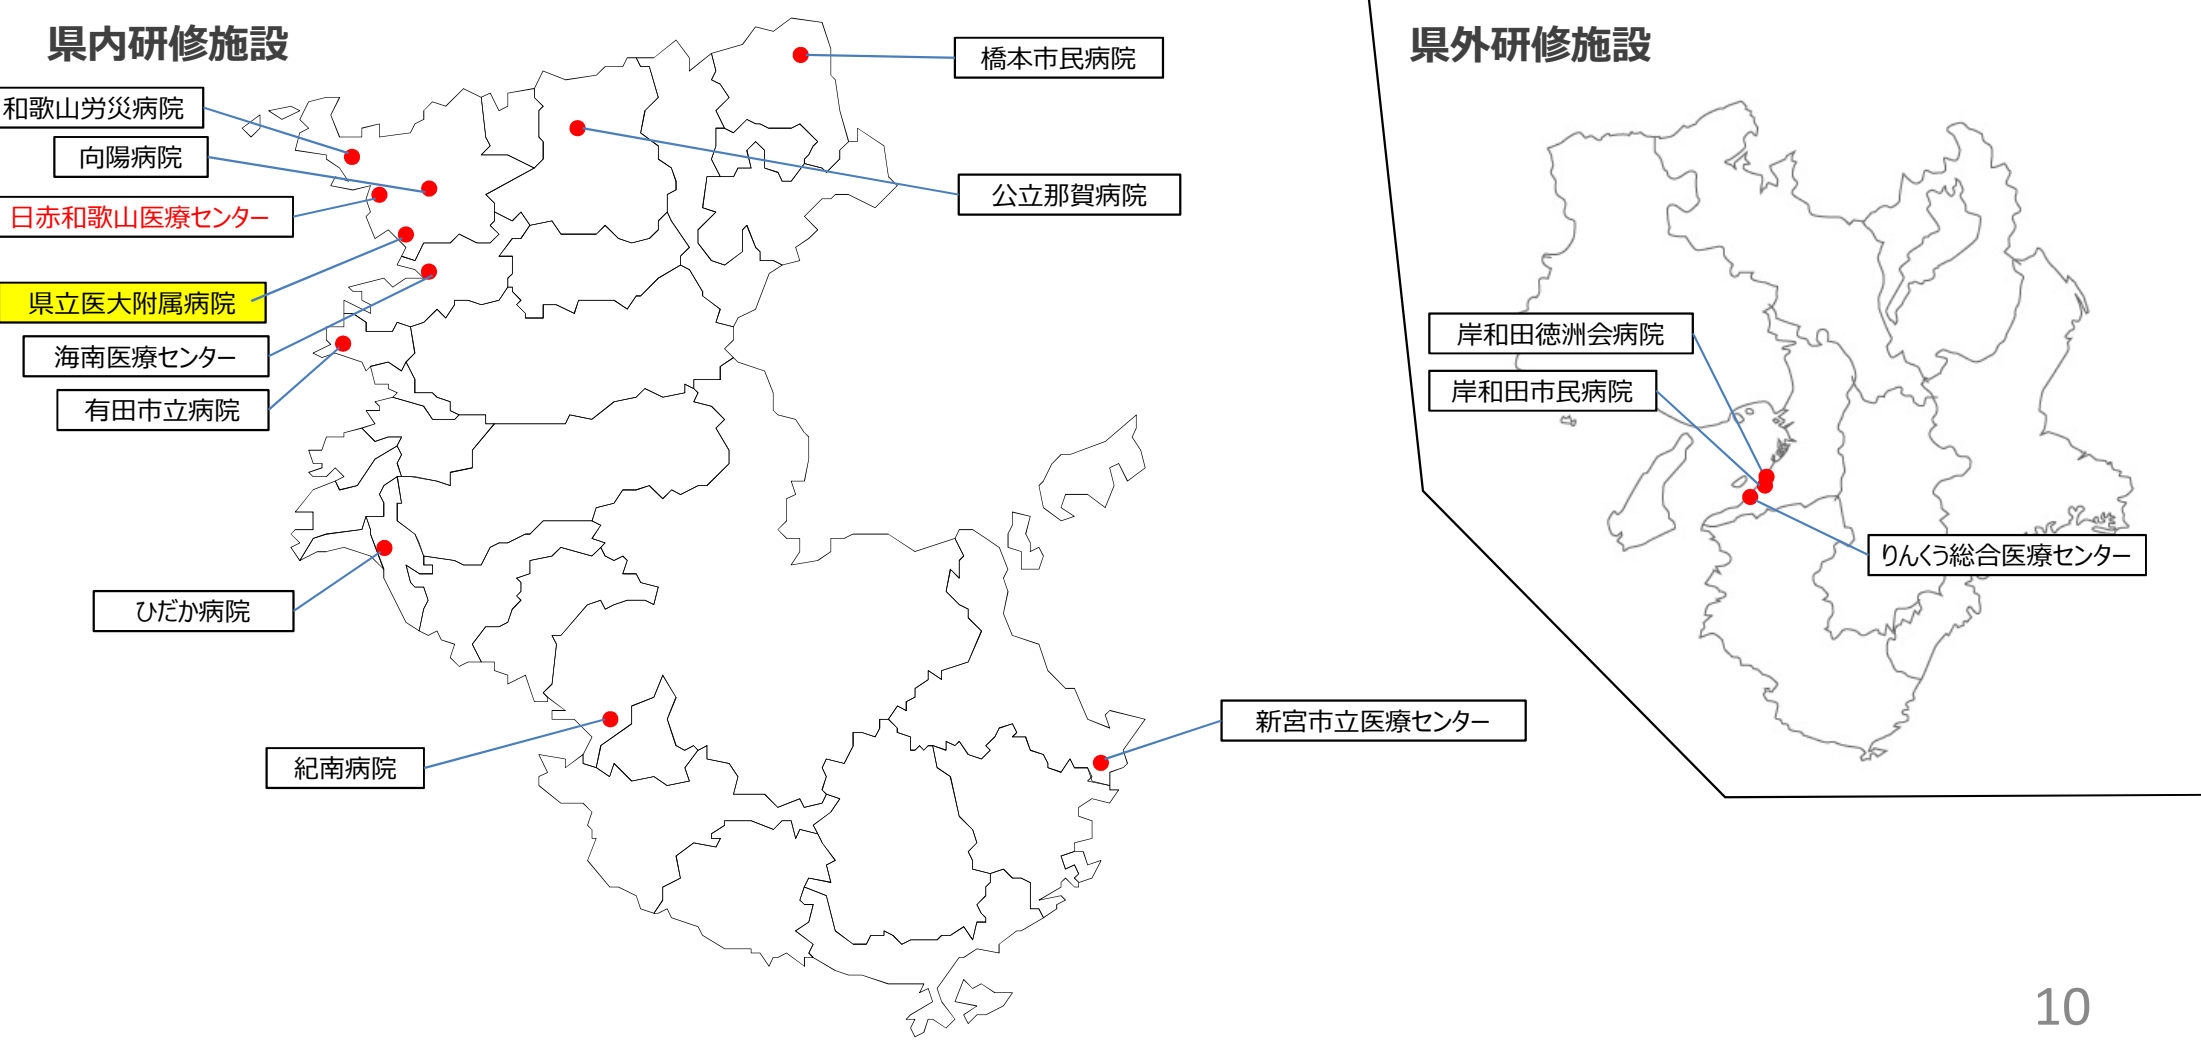 県内研修施設
橋本市民病院
和歌山労災病院
向陽病院
公立那賀病院
日赤和歌山医療センター
県立医大附属病院
海南医療センター
有田市立病院
ひだか病院
紀南病院
新宮市立医療センター
県外研修施設
岸和田徳洲会病院
岸和田市民病院
りんくう総合医療センター
10